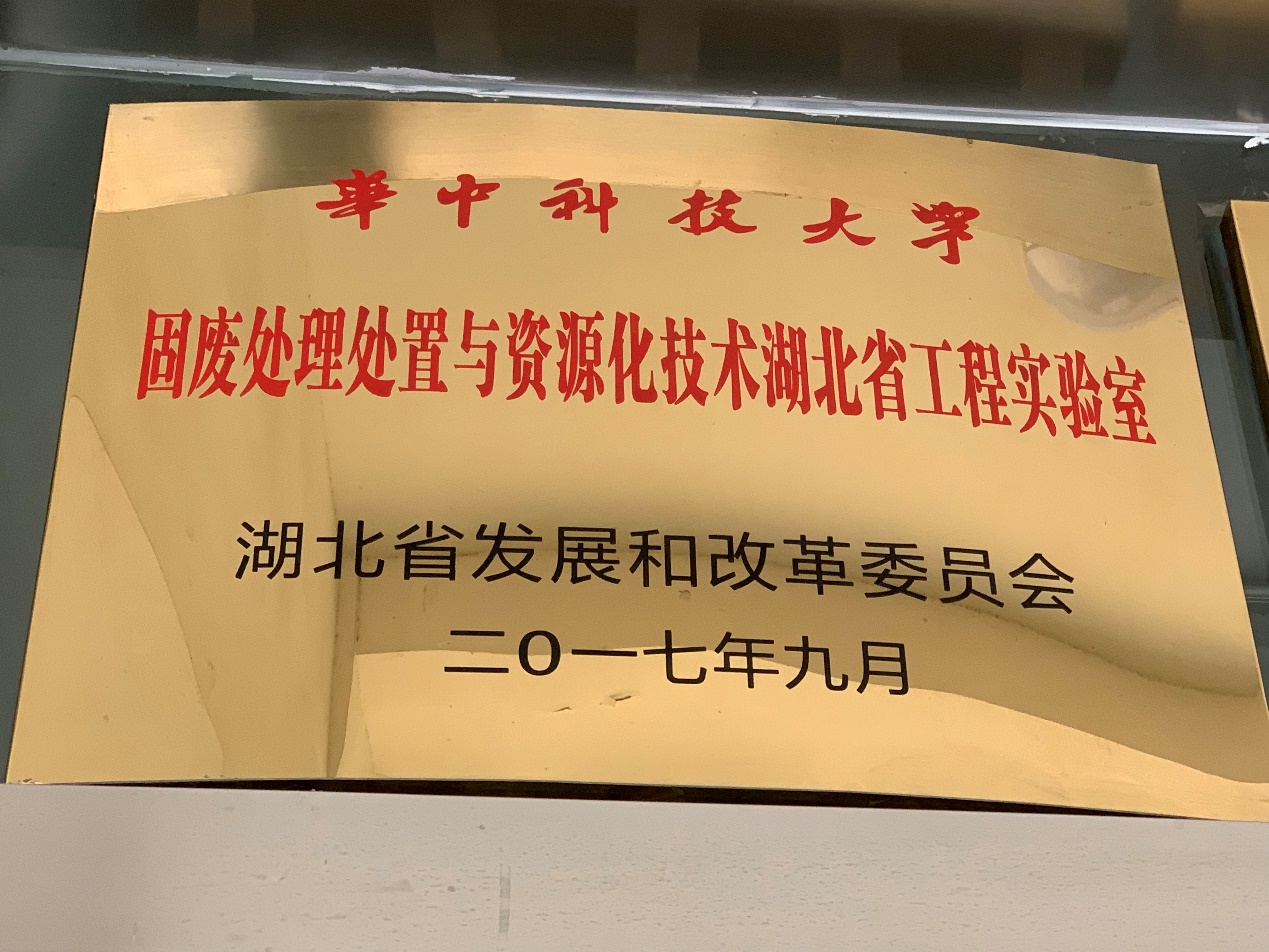 華中科技大学
固废处理处置与资源化技术湖北省工程实验室
湖北省发展和改革委员会
二O一七年九月